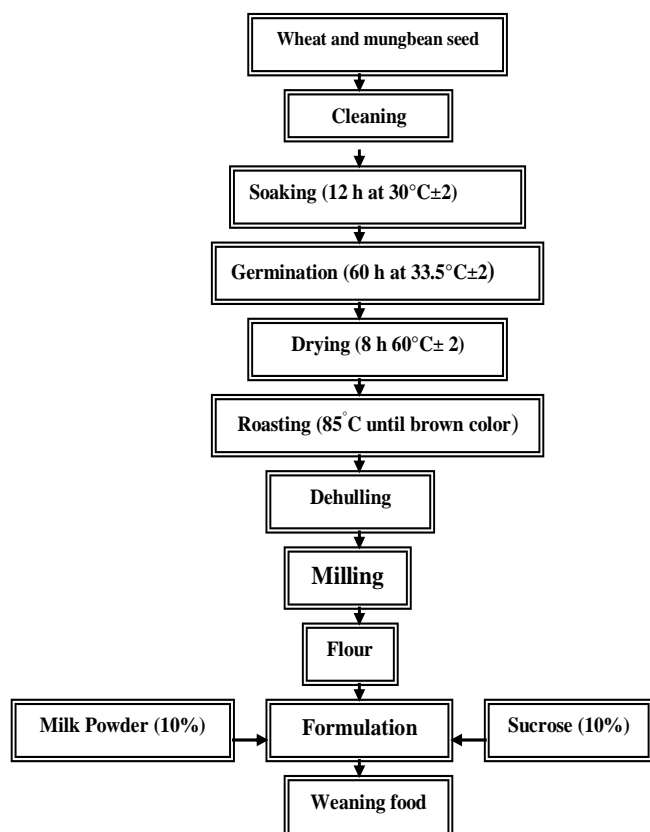 Wheat and mungbean seed
Cleaning
Soaking (12 h at 30°C±2)
Germination (60 h at 33.5°C±2)
Drying (8 h 60°C± 2)
Roasting (85°C until brown color)
Dehulling
Milling
Flour
Milk Powder (10%)
Formulation
Sucrose (10%)
Weaning food